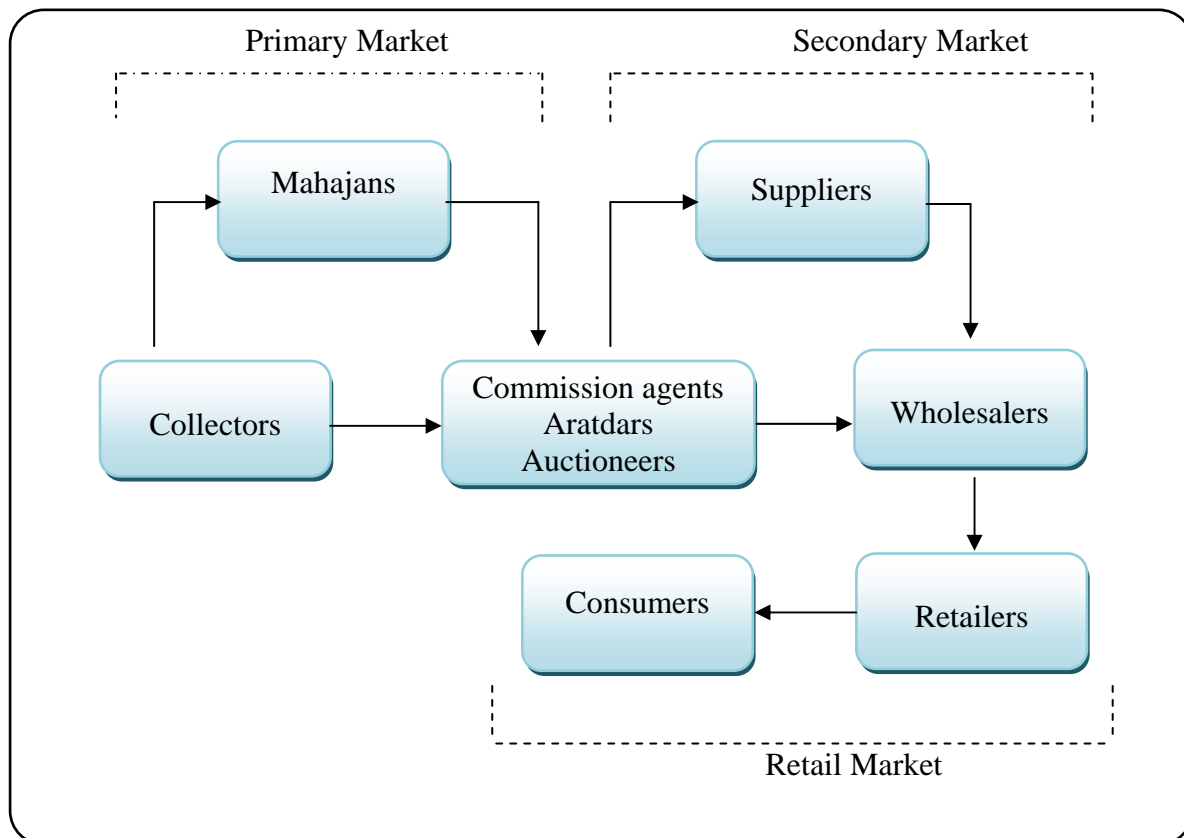 Primary Market
Secondary Market
Mahajans
Suppliers
Collectors
Commission agents
Aratdars
Auctioneers
Wholesalers
Consumers
Retailers
Retail Market